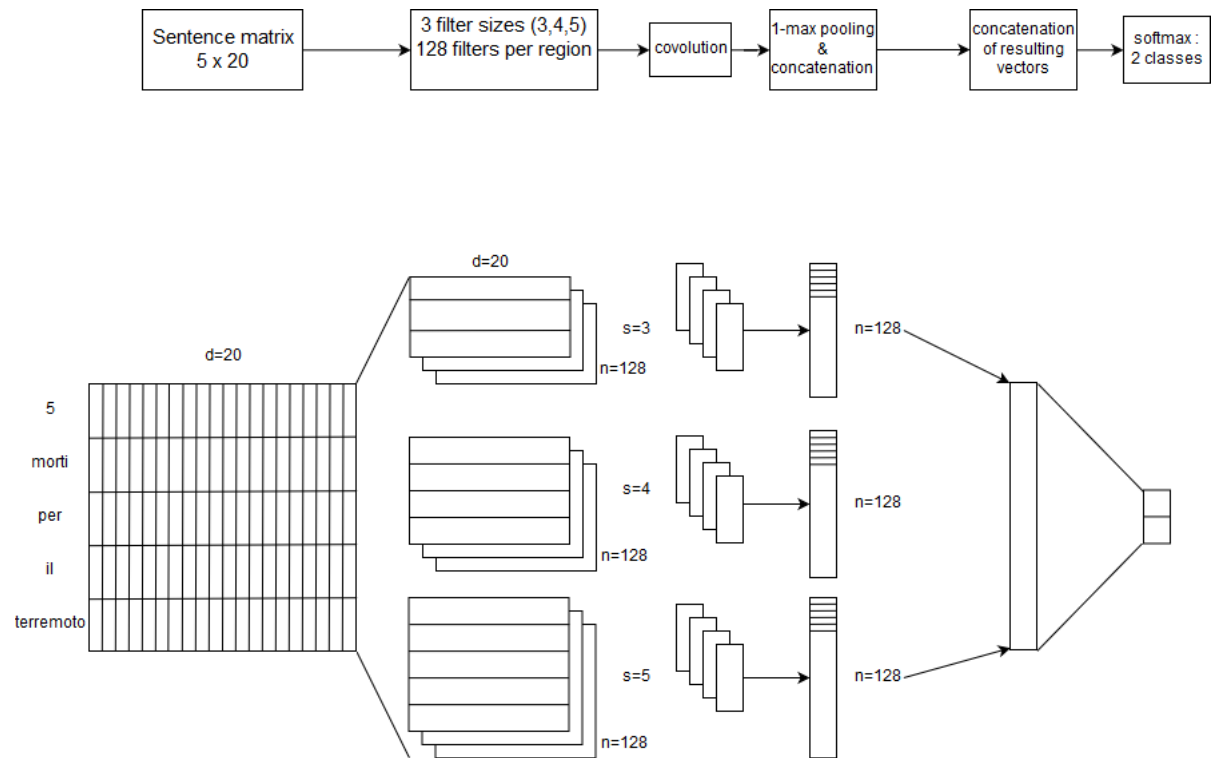 Sentence matrix
5 x 20
3 filter sizes (3,4,5)
128 filters per region
covolution
1-max pooling
&
concatenation
concatenation
of resulting
vectors
softmax :
2 classes
d=20
d=20
5
morti
per
il
terremoto
n=128
s=3
n=128
n=128
s=4
n=128
n=128
s=5
n=128